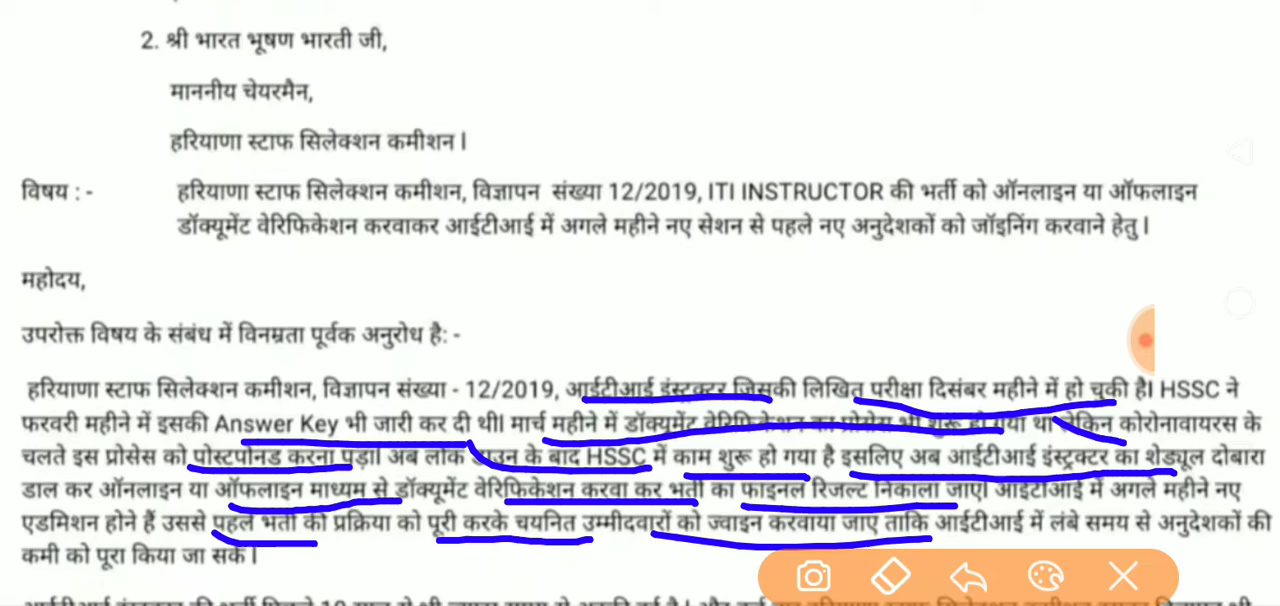 2. श्री भारत भूषण भारती जी,
माननीय चेयरमैन,
हरियाणा स्टाफ सिलेक्शन कमीशन।
विषय : - हरियाणा स्टाफ सिलेक्शन कमीशन, विज्ञापन संख्या 12/2019, ITI INSTRUCTOR की भर्ती को ऑनलाइन या ऑफलाइन
डॉक्यूमेंट वेरिफिकेशन करवाकर आईटीआई में अगले महीने नए सेशन से पहले नए अनुदेशकों को जॉइनिंग करवाने हेतु।
महोदय,
उपरोक्त विषय के संबंध में विनम्रता पूर्वक अनुरोध है: -
हरियाणा स्टाफ सिलेक्शन कमीशन, विज्ञापन संख्या - 12/2019, आईटीआई इंस्ट्रक्टर जिसकी लिखित परीक्षा दिसंबर महीने में हो चुकी है। HSSC ने
फरवरी महीने में इसकी Answer Key भी जारी कर दी थी। मार्च महीने में डॉक्यूमेंट वेरिफिकेशन का प्रोसेस भी शुरू हो गया था लेकिन कोरोनावायरस के
चलते इस प्रोसेस को पोस्टपोनड करना पड़ा। अब लोक डाउन के बाद HSSC में काम शुरू हो गया है इसलिए अब आईटीआई इंस्ट्रक्टर का शेड्यूल दोबारा
डाल कर ऑनलाइन या ऑफलाइन माध्यम से डॉक्यूमेंट वेरिफिकेशन करवा कर भर्ती का फाइनल रिजल्ट निकाला जाए। आईटीआई में अगले महीने नए
एडमिशन होने हैं उससे पहले भर्ती की प्रक्रिया को पूरी करके चयनित उम्मीदवारों को ज्वाइन करवाया जाए ताकि आईटीआई में लंबे समय से अनुदेशकों की
कमी को पूरा किया जा सके।